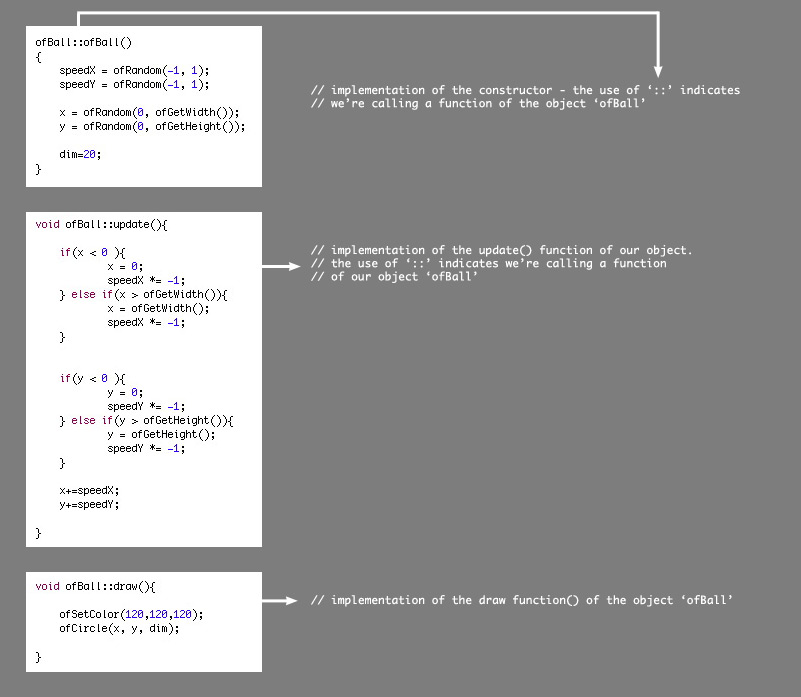 ofBall::ofBall()
{
speedX = ofRandom(-1, 1);
speedY = ofRandom(-1, 1);
x = ofRandom(0, ofGetWidth());
y = ofRandom(0, ofGetHeight());
dim=20;
}
// implementation of the constructor - the use of ‘::’ indicates
// we’re calling a function of the object ‘ofBall’
void ofBall::update(){
if(x < 0 ){
x = 0;
speedX *= -1;
} else if(x > ofGetWidth()){
x = ofGetWidth();
speedX *= -1;
}
if(y < 0 ){
y = 0;
speedY *= -1;
} else if(y > ofGetHeight()){
y = ofGetHeight();
speedY *= -1;
}
x+=speedX;
y+=speedY;
}
// implementation of the update() function of our object.
// the use of ‘::’ indicates we’re calling a function
// of our object ‘ofBall’
void ofBall::draw(){
ofSetColor(120,120,120);
ofCircle(x, y, dim);
}
// implementation of the draw function() of the object ‘ofBall’